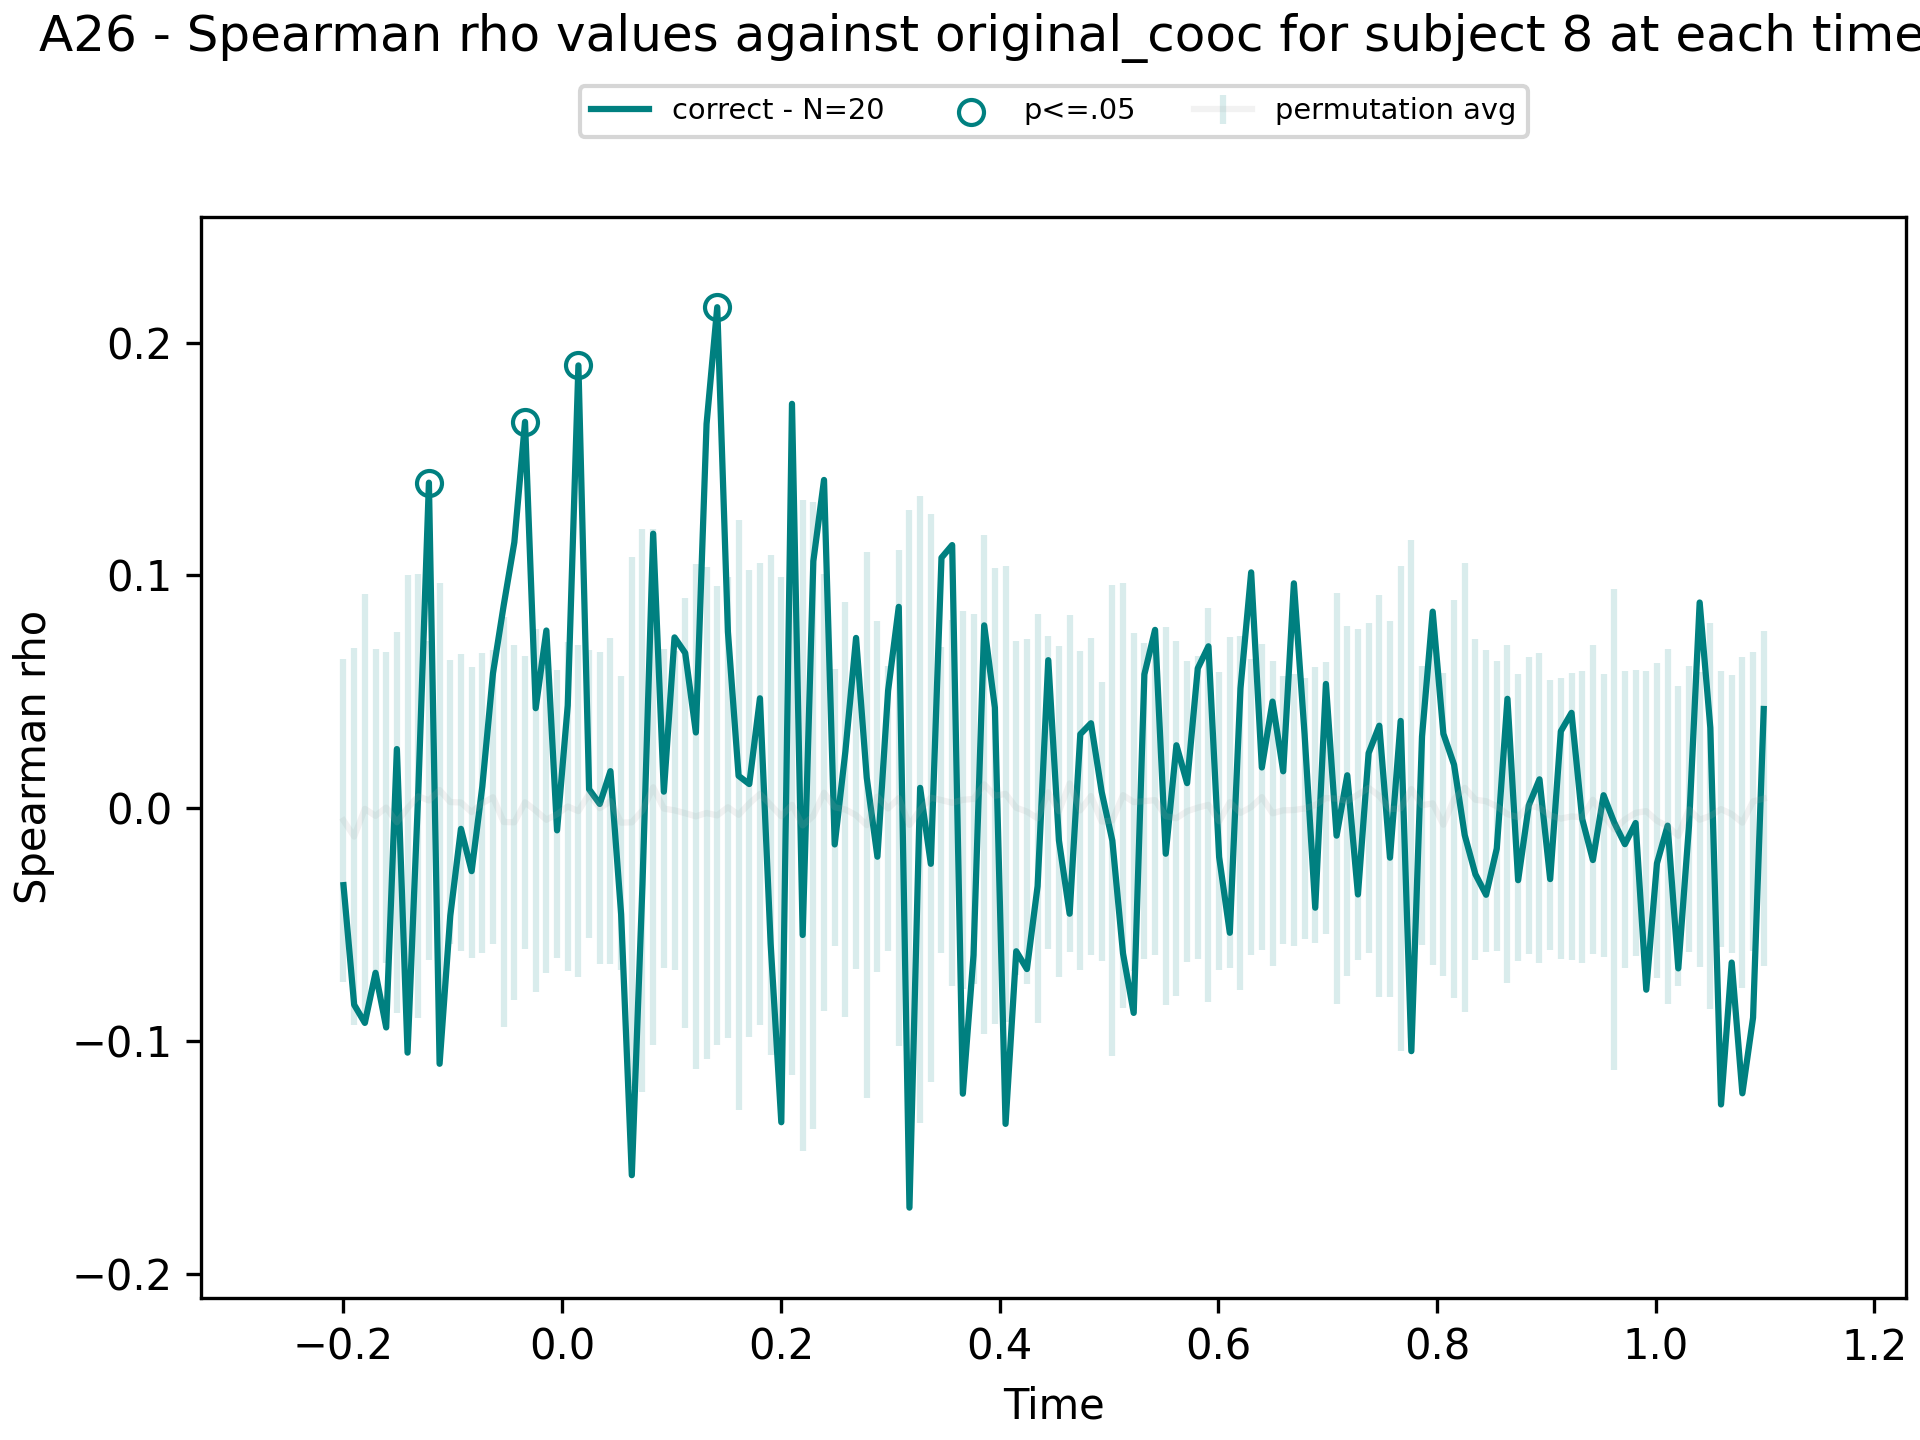 A26 - Spearman rho values against original_cooc for subject 8 at each time
correct - N=20 p<=.05 permutation avg
Spearman rho
0.2
0.1
0.0
−0.1
−0.2
−0.2 0.0 0.2 0.4 0.6 0.8 1.0 1.2
Time